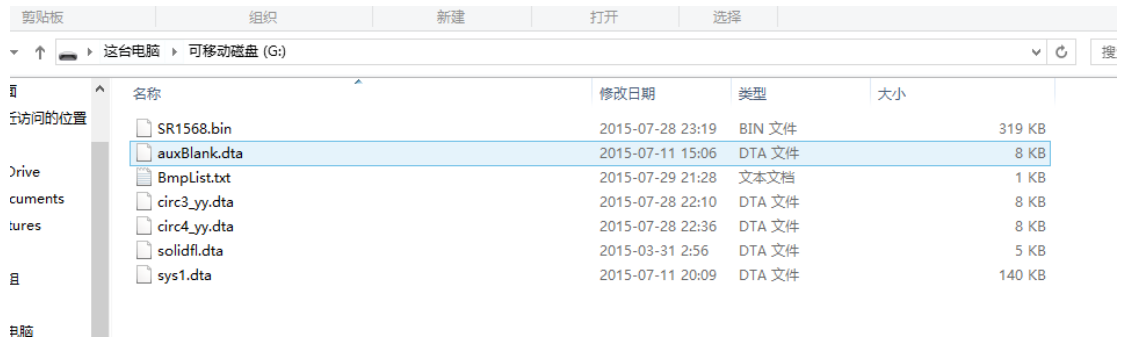 剪贴板 组织 新建 打开 选择
这台电脑 可移动磁盘 (G:) 搜
名称 修改日期 类型 大小
访问的位置
SR1568.bin 2015-07-28 23:19 BIN 文件 319 KB
auxBlank.dta 2015-07-11 15:06 DTA 文件 8 KB
Drive
BmpList.txt 2015-07-29 21:28 文本文档 1 KB
cuments
circ3_yy.dta 2015-07-28 22:10 DTA 文件 8 KB
tures
circ4_yy.dta 2015-07-28 22:36 DTA 文件 8 KB
solidfl.dta 2015-03-31 2:56 DTA 文件 5 KB
组
sys1.dta 2015-07-11 20:09 DTA 文件 140 KB
电脑